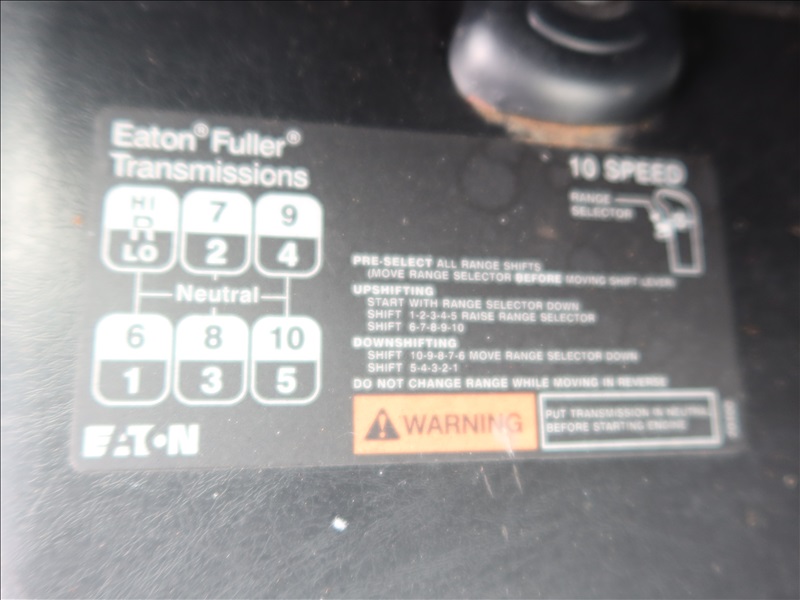 Eaton® Fuller®
Transmissions
10 SPEED
RANGE
SELECTOR
HI 7 9
R
LO 2 4
Neutral
6 8 10
1 3 5
PRE-SELECT ALL RANGE SHIFTS
(MOVE RANGE SELECTOR BEFORE MOVING SHIFT LEVER)
UPSHIFTING
START WITH RANGE SELECTOR DOWN
SHIFT 1-2-3-4-5 RAISE RANGE SELECTOR
SHIFT 6-7-8-9-10
DOWNSHIFTING
SHIFT 10-9-8-7-6 MOVE RANGE SELECTOR DOWN
SHIFT 5-4-3-2-1
DO NOT CHANGE RANGE WHILE MOVING IN REVERSE
WARNING
PUT TRANSMISSION IN NEUTRAL
BEFORE STARTING ENGINE
EATON